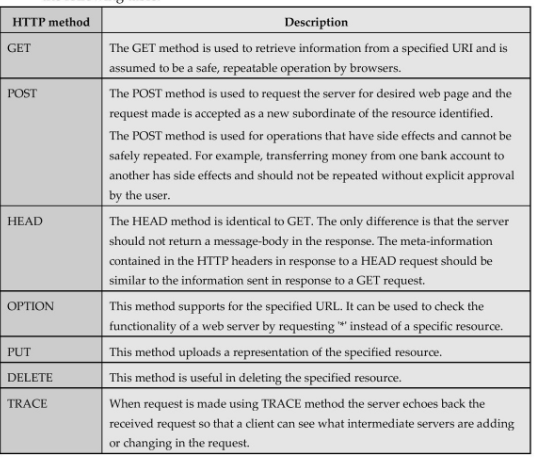 HTTP method Description
GET The GET method is used to retrieve information from a specified URI and is
assumed to be a safe, repeatable operation by browsers.
POST The POST method is used to request the server for desired web page and the
request made is accepted as a new subordinate of the resource identified.
The POST method is used for operations that have side effects and cannot be
safely repeated. For example, transferring money from one bank account to
another has side effects and should not be repeated without explicit approval
by the user.
HEAD The HEAD method is identical to GET. The only difference is that the server
should not return a message-body in the response. The meta-information
contained in the HTTP headers in response to a HEAD request should be
similar to the information sent in response to a GET request.
OPTION This method supports for the specified URL. It can be used to check the
functionality of a web server by requesting '*' instead of a specific resource.
PUT This method uploads a representation of the specified resource.
DELETE This method is useful in deleting the specified resource.
TRACE When request is made using TRACE method the server echoes back the
received request so that a client can see what intermediate servers are adding
or changing in the request.